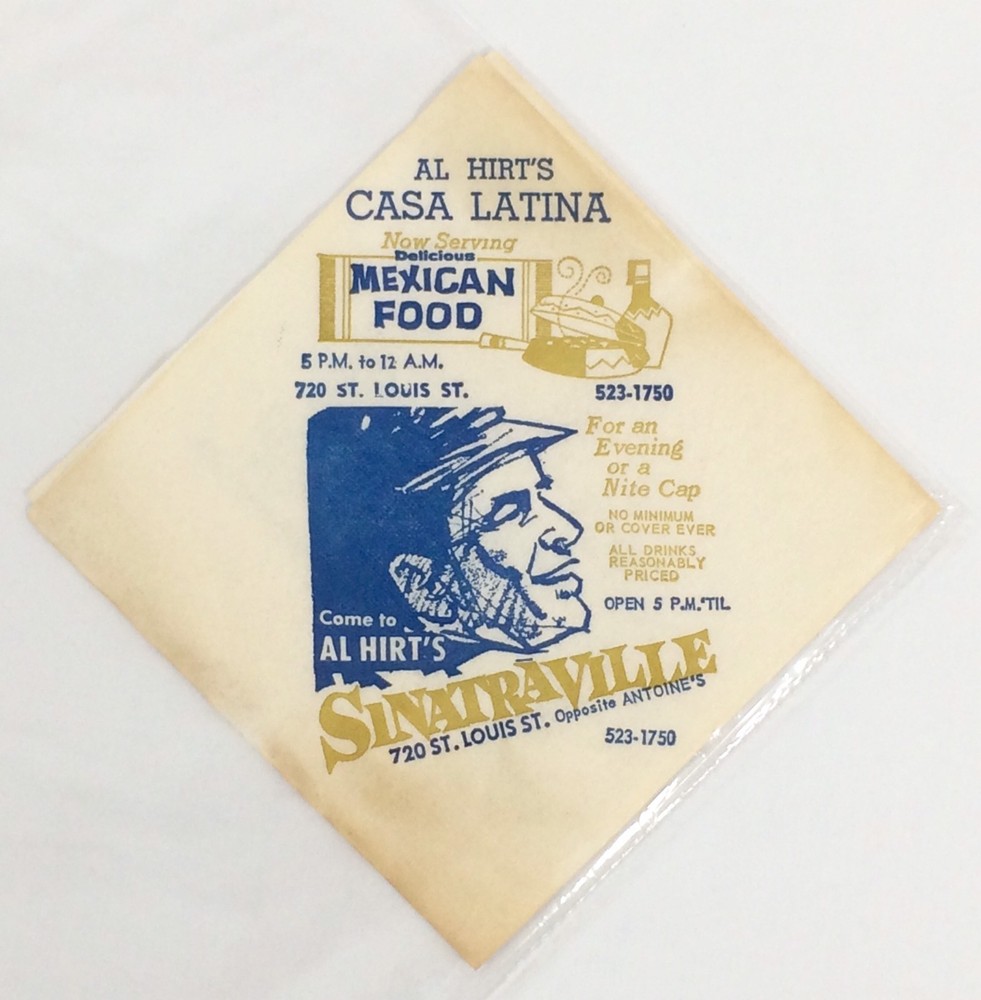 AL HIRT'S
CASA LATINA
Now Serving
Delicious
MEXICAN
FOOD
5 P.M. to 12 A.M.
720 ST. LOUIS ST.
523-1750
For an
Evening
or a
Nite Cap
NO MINIMUM
OR COVER EVER
ALL DRINKS
REASONABLY
PRICED
OPEN 5 P.M. 'TIL
Come to
AL HIRT'S
SINATRAVILLE
720 ST. LOUIS ST. Opposite ANTOINE'S
523-1750